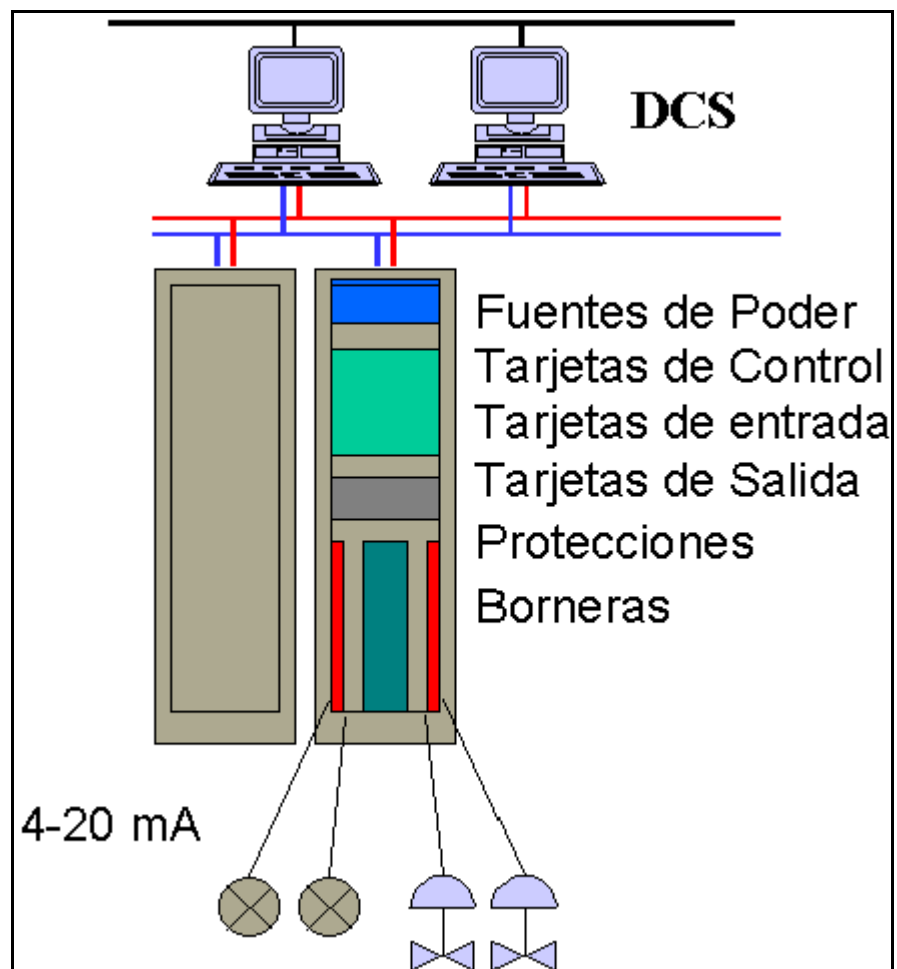 DCS
Fuentes de Poder
Tarjetas de Control
Tarjetas de entrada
Tarjetas de Salida
Protecciones
Borneras
4-20 mA